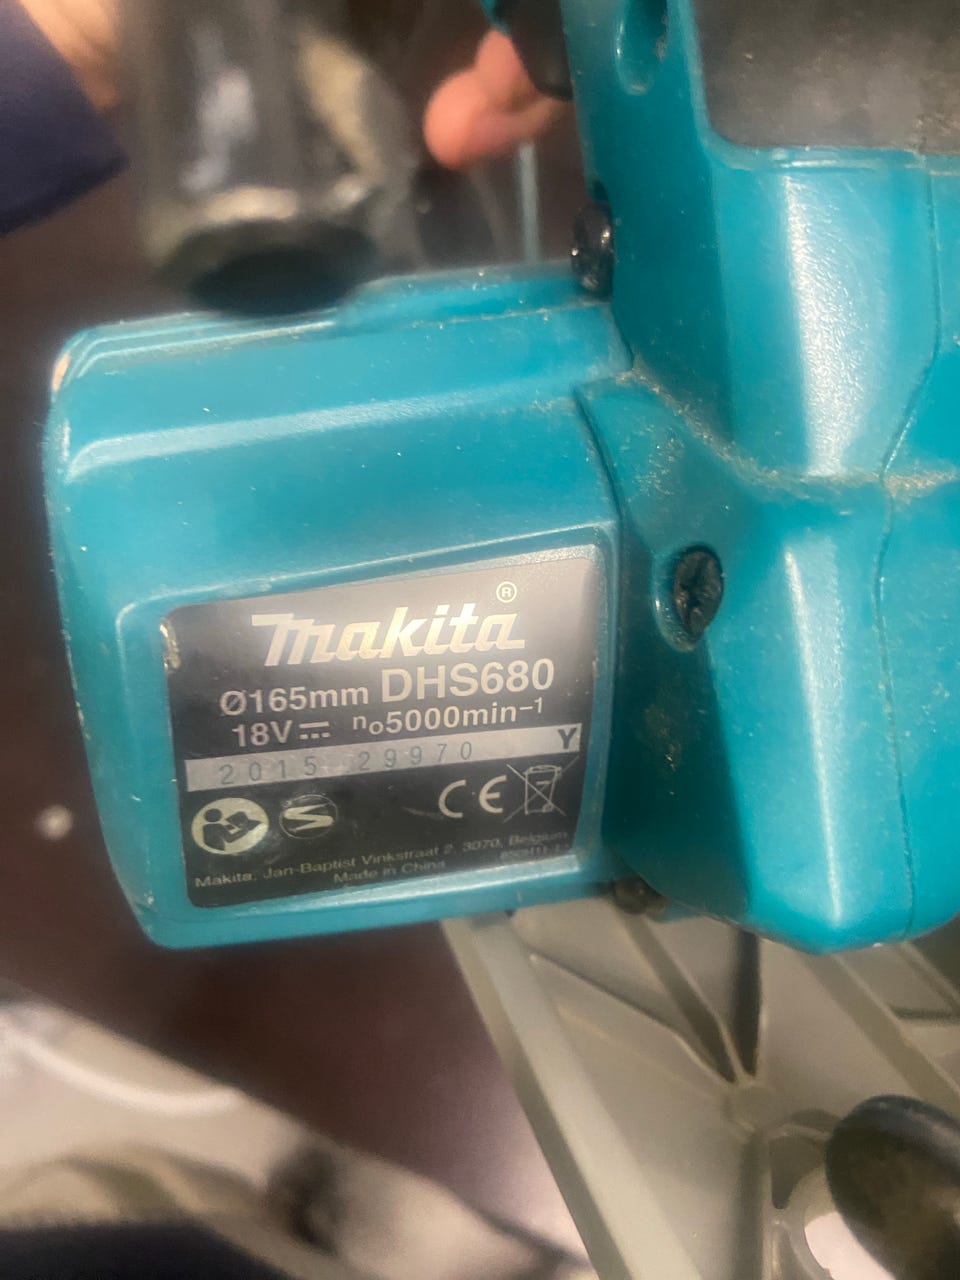 makita®
Ø165mm DHS680
18V⎓ n₀5000min⁻¹
2015 29970 Y
CE
Makita, Jan-Baptist Vinkstraat 2, 3070, Belgium
Made in China